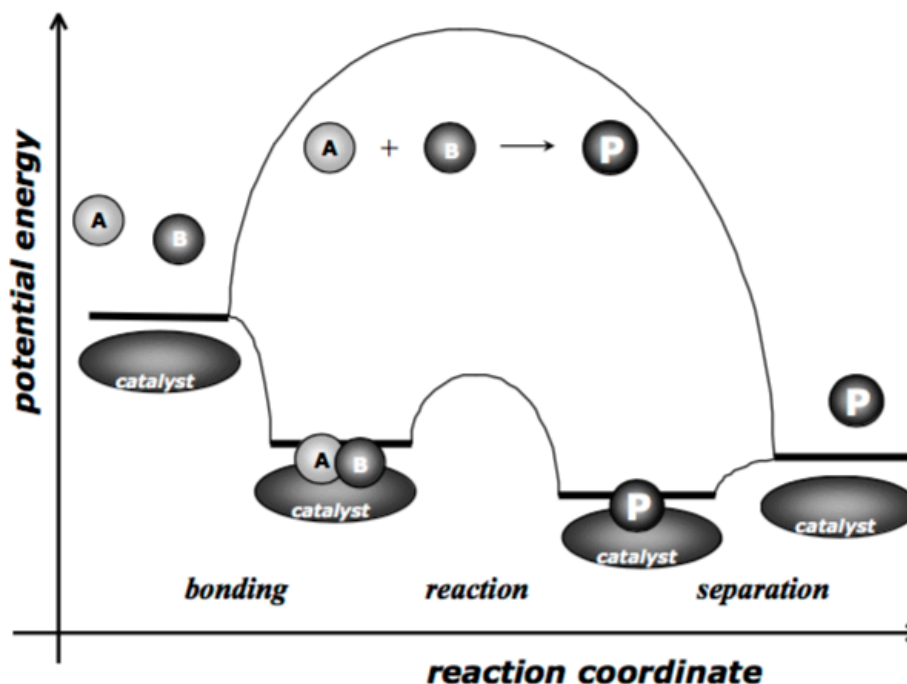 potential energy
A + B → P
A
B
catalyst
P
A B
catalyst
P
catalyst
catalyst
bonding reaction separation
reaction coordinate